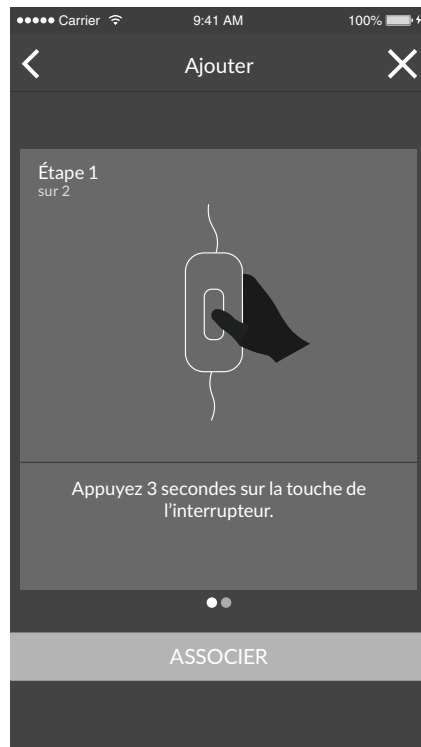 Carrier
9:41 AM
100%
Ajouter
Étape 1
sur 2
Appuyez 3 secondes sur la touche de
l’interrupteur.
ASSOCIER